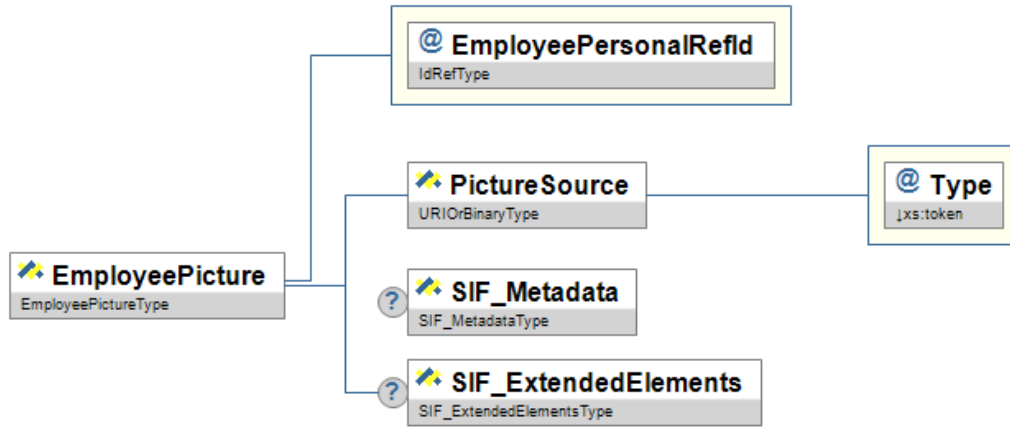 @ EmployeePersonalRefId
IdRefType
PictureSource
URIOrBinaryType
@ Type
↓xs:token
EmployeePicture
EmployeePictureType
? SIF_Metadata
SIF_MetadataType
? SIF_ExtendedElements
SIF_ExtendedElementsType